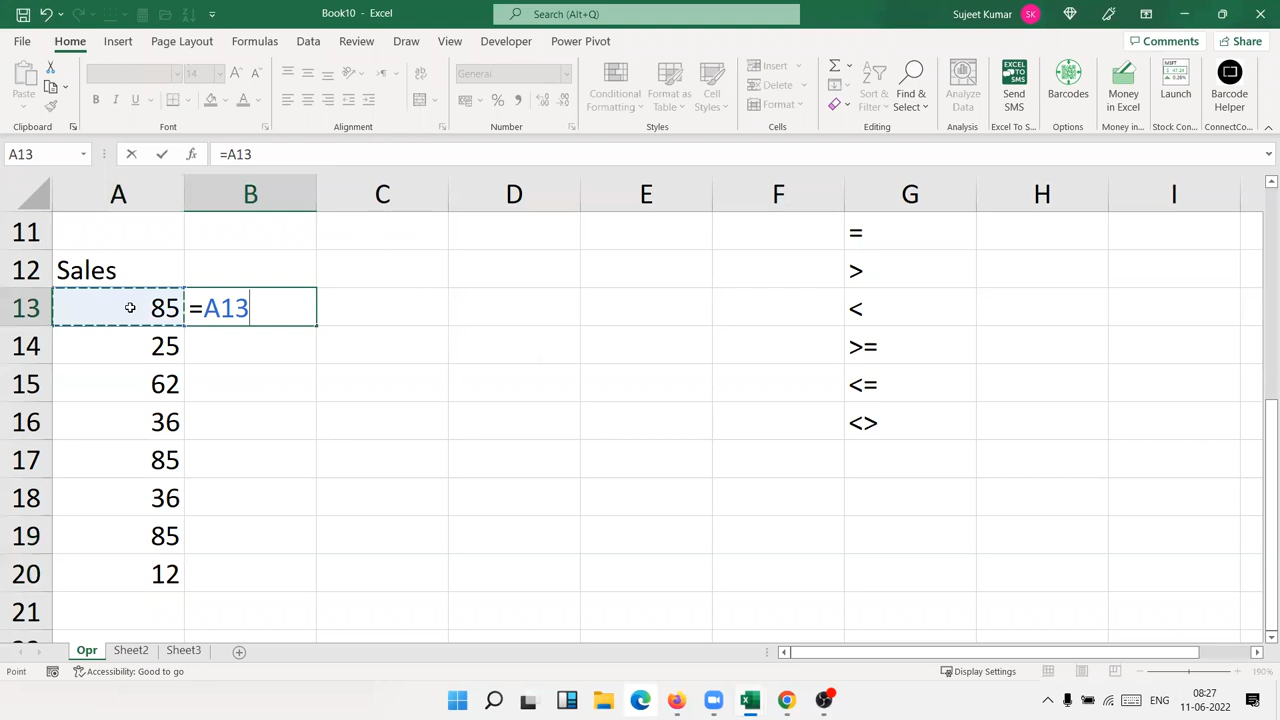 Book10 - Excel
Search (Alt+Q)
Sujeet Kumar
SK
File Home Insert Page Layout Formulas Data Review View Developer Power Pivot
Comments Share
Paste
14
General
Conditional Formatting
Format as Table
Cell Styles
Insert
Delete
Format
Sort & Filter
Find & Select
Analyze Data
Send SMS
Barcodes
Money in Excel
Launch
Barcode Helper
Clipboard Font Alignment Number Styles Cells Editing Analysis Excel To S... Options Money in... Stock Con... ConnectCo...
A13 fx =A13
A B C D E F G H I
11 =
12 Sales >
13 85 =A13 <
14 25 >=
15 62 <=
16 36 <>
17 85
18 36
19 85
20 12
21
Opr Sheet2 Sheet3
Point Accessibility: Good to go Display Settings 190%
ENG
08:27
11-06-2022